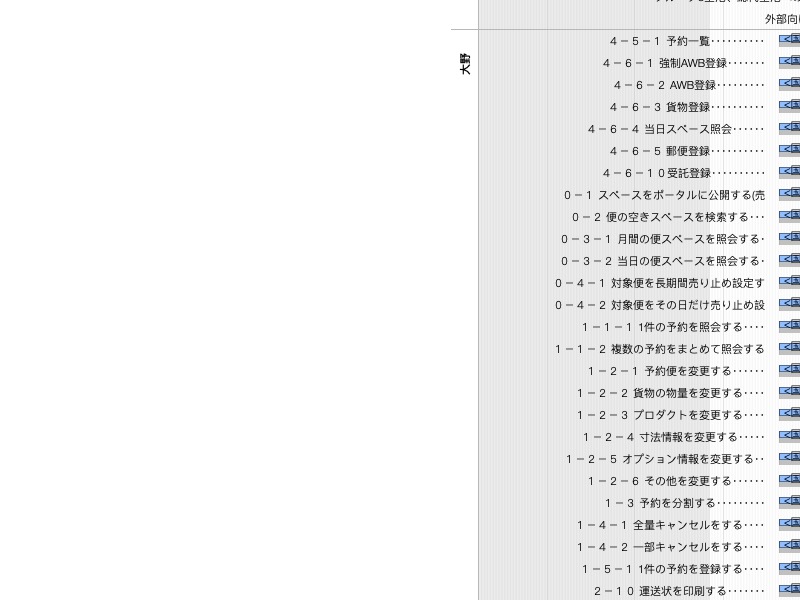 外部向
4－5－1 予約一覧··········
大野
4－6－1 強制AWB登録·······
4－6－2 AWB登録·········
4－6－3 貨物登録··········
4－6－4 当日スペース照会······
4－6－5 郵便登録··········
4－6－10受託登録··········
0－1 スペースをポータルに公開する(売
0－2 便の空きスペースを検索する···
0－3－1 月間の便スペースを照会する·
0－3－2 当日の便スペースを照会する·
0－4－1 対象便を長期間売り止め設定す
0－4－2 対象便をその日だけ売り止め設
1－1－1 1件の予約を照会する····
1－1－2 複数の予約をまとめて照会する
1－2－1 予約便を変更する······
1－2－2 貨物の物量を変更する····
1－2－3 プロダクトを変更する····
1－2－4 寸法情報を変更する·····
1－2－5 オプション情報を変更する··
1－2－6 その他を変更する······
1－3 予約を分割する·········
1－4－1 全量キャンセルをする····
1－4－2 一部キャンセルをする····
1－5－1 1件の予約を登録する····
2－10 運送状を印刷する·······